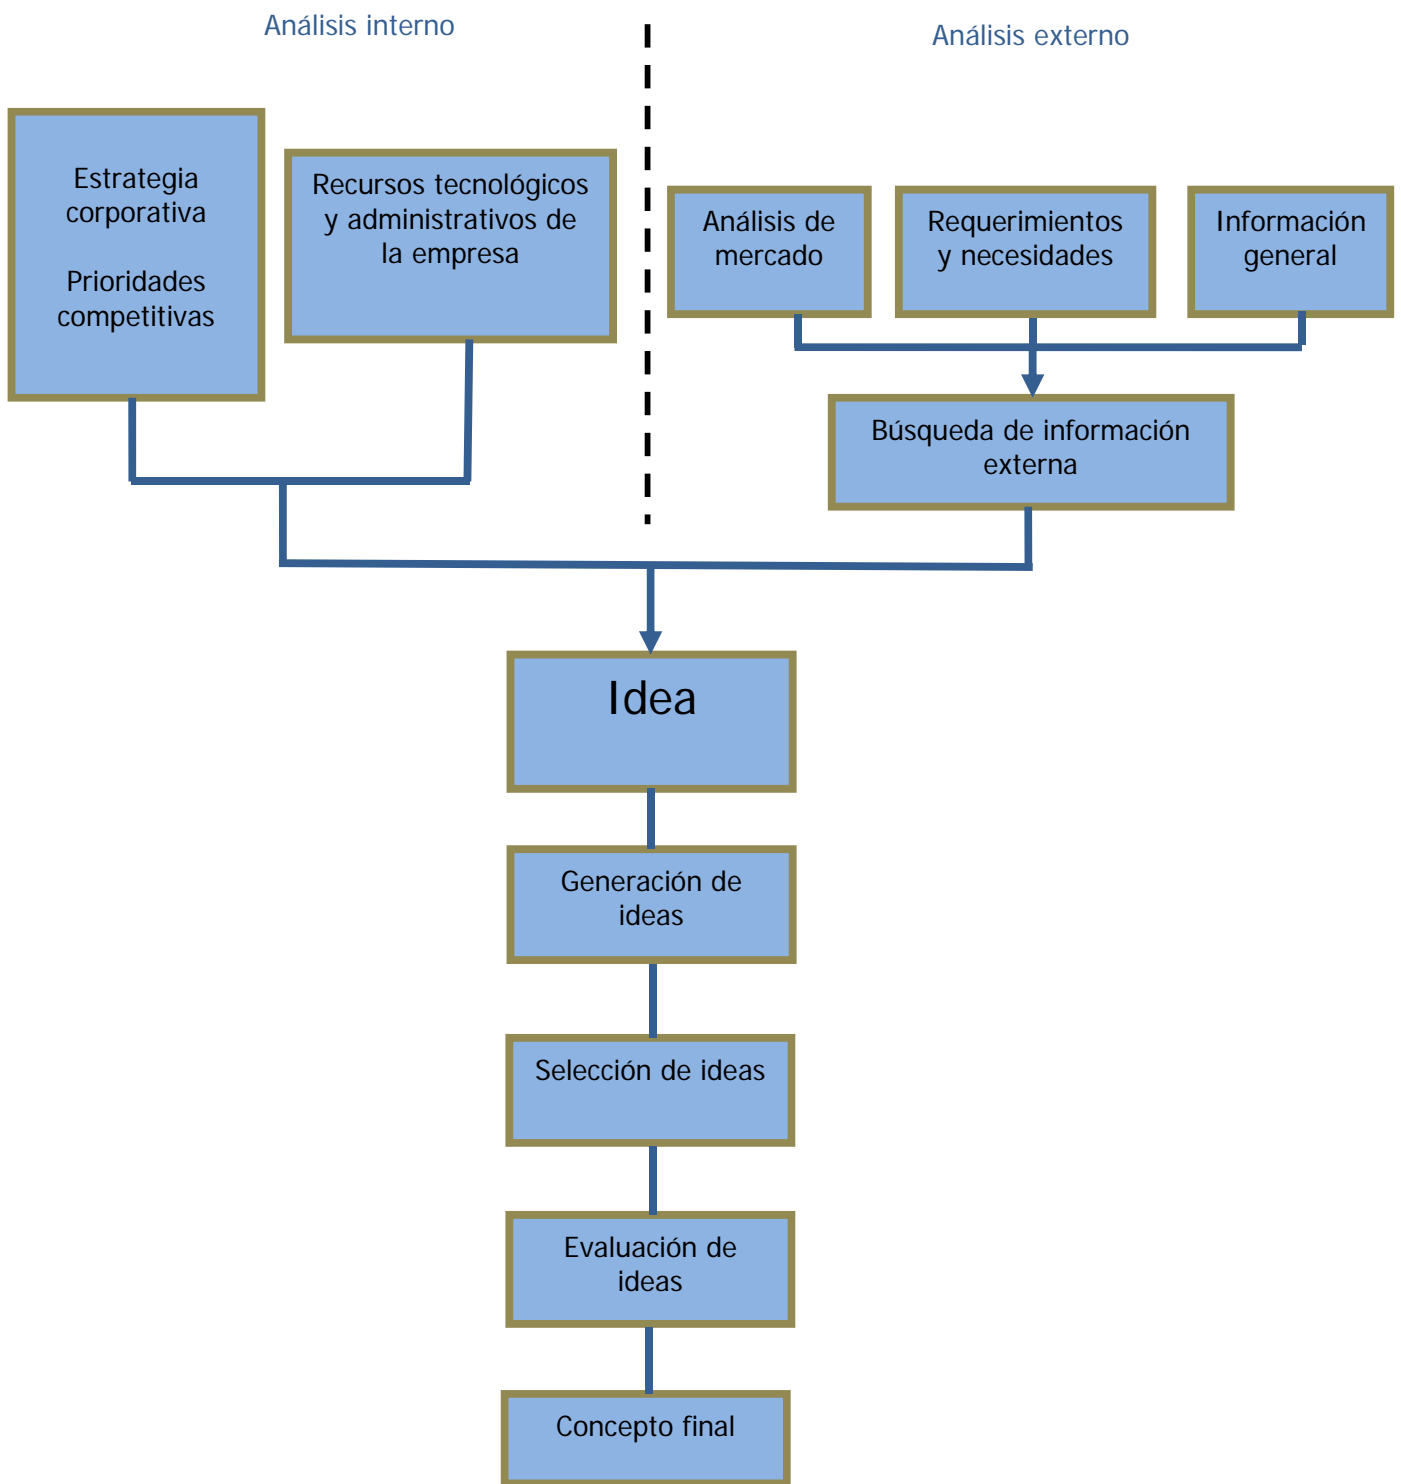 Análisis interno
Análisis externo
Estrategia
corporativa
Prioridades
competitivas
Recursos tecnológicos
y administrativos de
la empresa
Análisis de
mercado
Requerimientos
y necesidades
Información
general
Búsqueda de información
externa
Idea
Generación de
ideas
Selección de ideas
Evaluación de
ideas
Concepto final